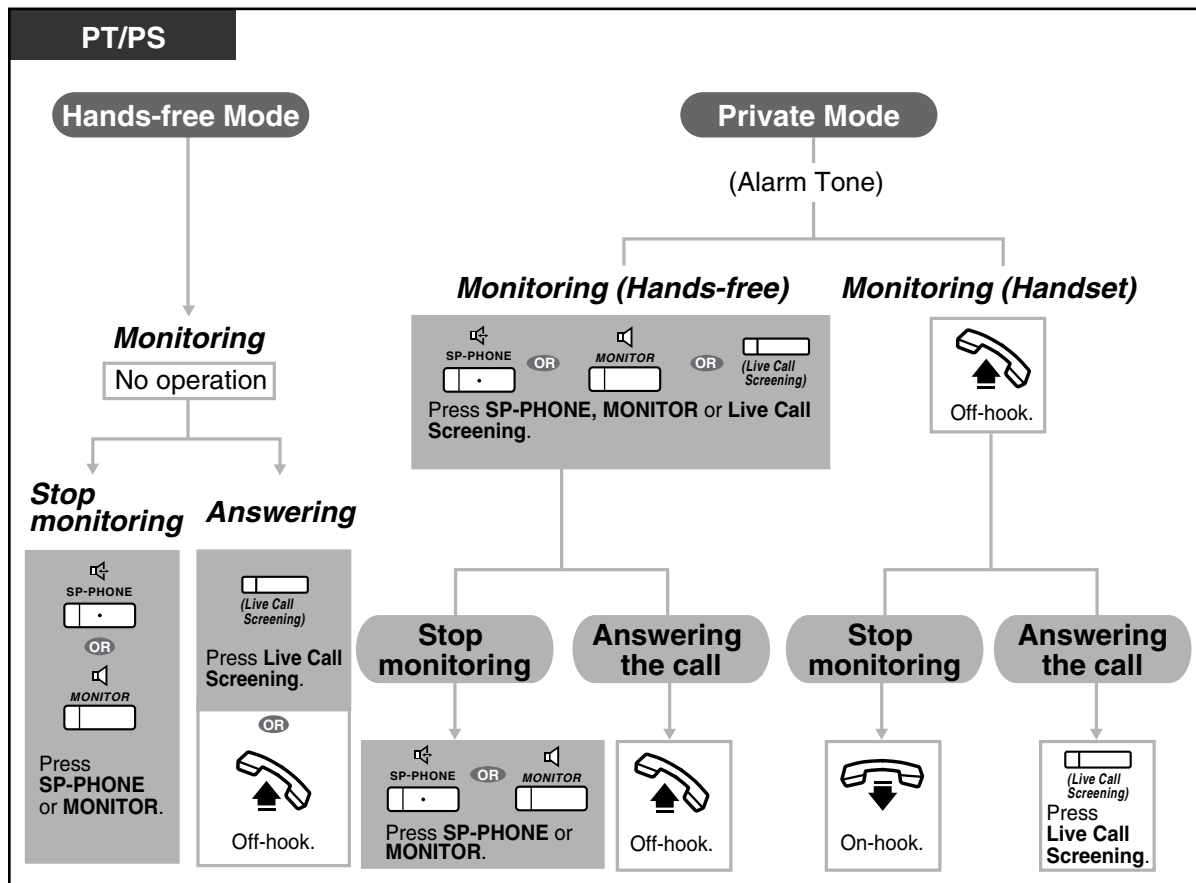 PT/PS
Hands-free Mode
Monitoring
No operation
Stop
monitoring
SP-PHONE
OR
MONITOR
Press
SP-PHONE
or MONITOR.
Answering
(Live Call
Screening)
Press Live Call
Screening.
OR
Off-hook.
Private Mode
(Alarm Tone)
Monitoring (Hands-free)
SP-PHONE
OR
MONITOR
OR
(Live Call
Screening)
Press SP-PHONE, MONITOR or Live Call
Screening.
Stop
monitoring
SP-PHONE
OR
MONITOR
Press SP-PHONE or
MONITOR.
Answering
the call
Off-hook.
Monitoring (Handset)
Off-hook.
Stop
monitoring
On-hook.
Answering
the call
(Live Call
Screening)
Press
Live Call
Screening.